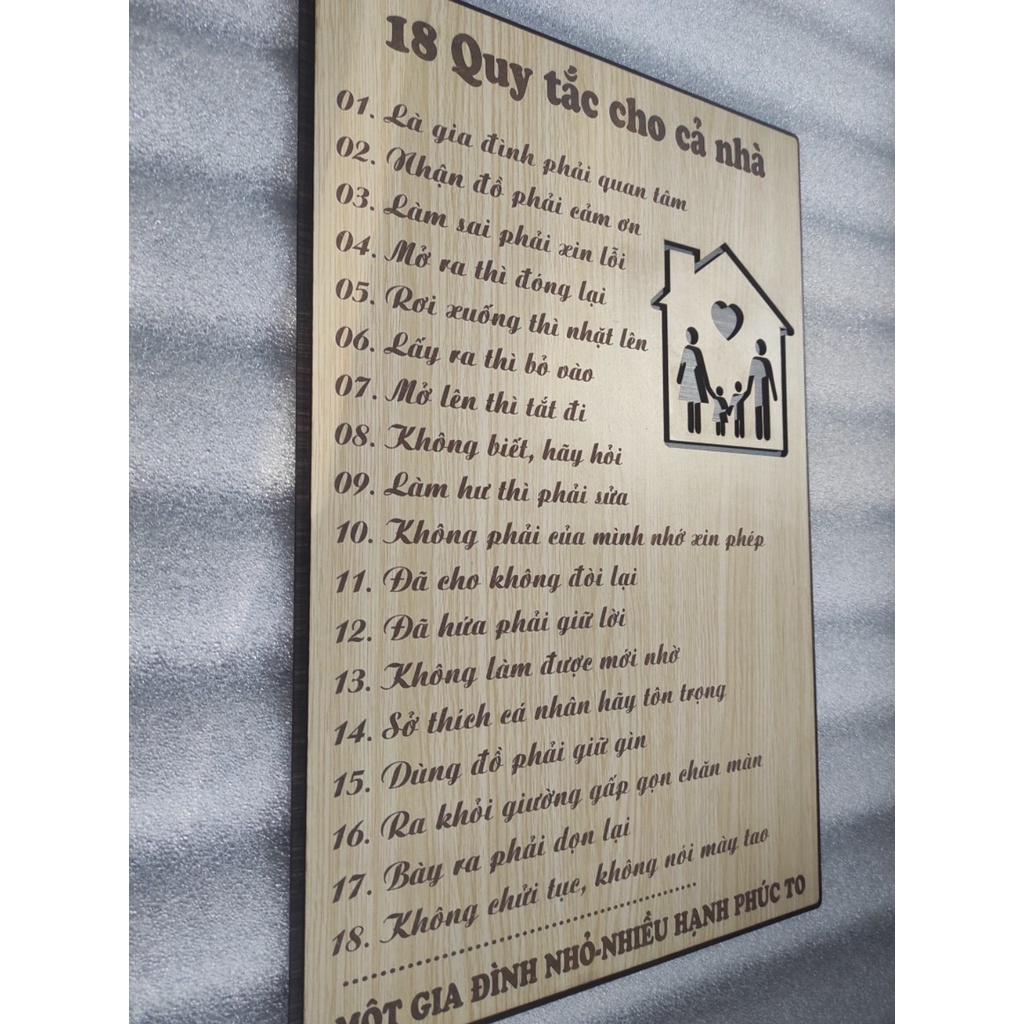 18 Quy tắc cho cả nhà
01. Là gia đình phải quan tâm
02. Nhận đồ phải cảm ơn
03. Làm sai phải xin lỗi
04. Mở ra thì đóng lại
05. Rơi xuống thì nhặt lên
06. Lấy ra thì bỏ vào
07. Mở lên thì tắt đi
08. Không biết, hãy hỏi
09. Làm hư thì phải sửa
10. Không phải của mình nhớ xin phép
11. Đã cho không đòi lại
12. Đã hứa phải giữ lời
13. Không làm được mới nhờ
14. Sở thích cá nhân hãy tôn trọng
15. Dùng đồ phải giữ gìn
16. Ra khỏi giường gấp gọn chăn màn
17. Bày ra phải dọn lại
18. Không chửi tục, không nói mày tao
MỘT GIA ĐÌNH NHỎ-NHIỀU HẠNH PHÚC TO